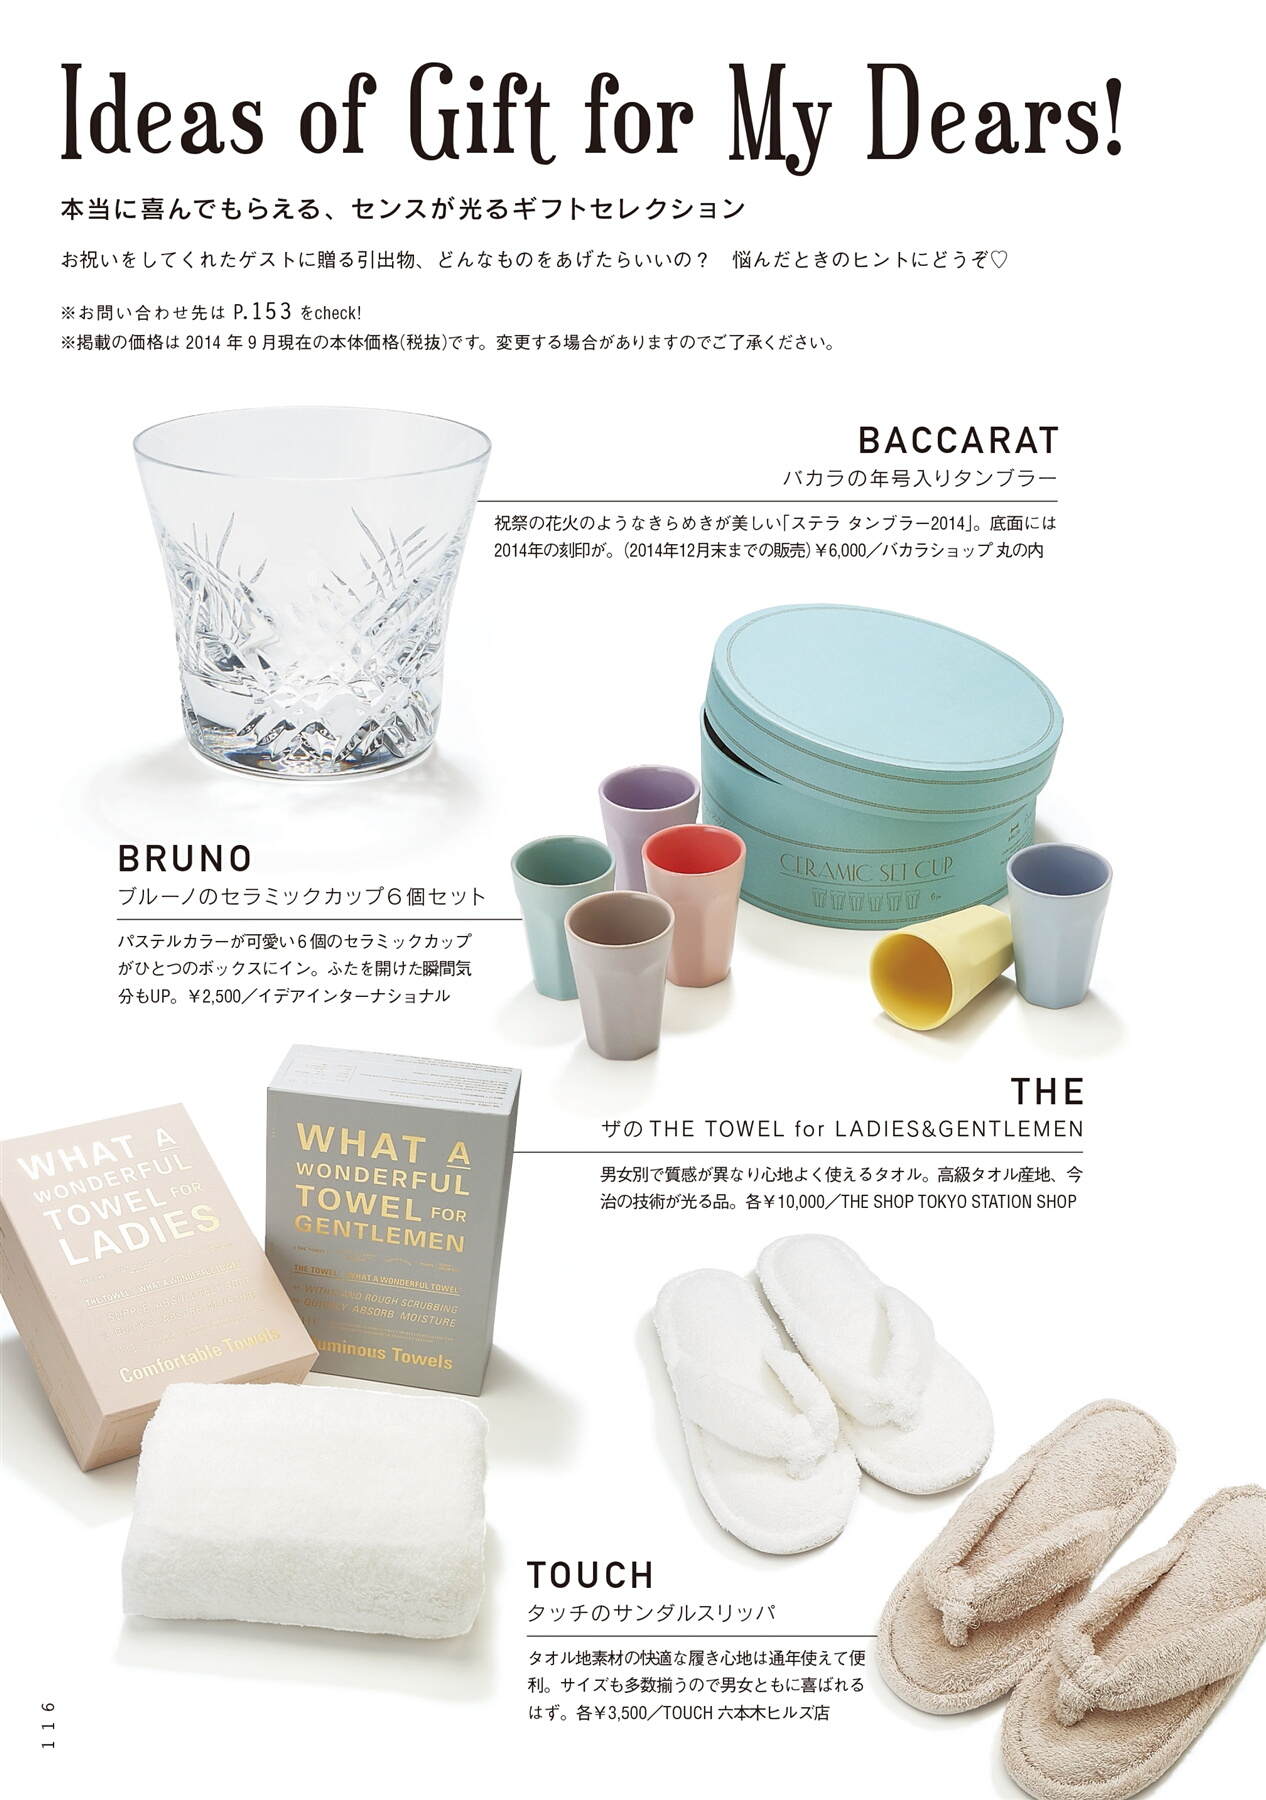 Ideas of Gift for My Dears!
本当に喜んでもらえる、センスが光るギフトセレクション
お祝いをしてくれたゲストに贈る引出物、どんなものをあげたらいいの？　悩んだときのヒントにどうぞ♡
※お問い合わせ先は P.153 をcheck!
※掲載の価格は 2014 年 9 月現在の本体価格(税抜)です。変更する場合がありますのでご了承ください。
BACCARAT
バカラの年号入りタンブラー
祝祭の花火のようなきらめきが美しい「ステラ タンブラー2014」。底面には
2014年の刻印が。(2014年12月末までの販売)￥6,000／バカラショップ 丸の内
CERAMIC SET CUP
BRUNO
ブルーノのセラミックカップ６個セット
パステルカラーが可愛い６個のセラミックカップ
がひとつのボックスにイン。ふたを開けた瞬間気
分もUP。￥2,500／イデアインターナショナル
THE
ザの THE TOWEL for LADIES&GENTLEMEN
男女別で質感が異なり心地よく使えるタオル。高級タオル産地、今
治の技術が光る品。各￥10,000／THE SHOP TOKYO STATION SHOP
WHAT A
WONDERFUL
TOWEL FOR
LADIES
Comfortable Towels
WHAT A
WONDERFUL
TOWEL FOR
GENTLEMEN
THE TOWEL WHAT A WONDERFUL TOWEL
AND ROUGH SCRUBBING
QUICKLY ABSORB MOISTURE
Towels
TOUCH
タッチのサンダルスリッパ
タオル地素材の快適な履き心地は通年使えて便
利。サイズも多数揃うので男女ともに喜ばれる
はず。各￥3,500／TOUCH 六本木ヒルズ店
116